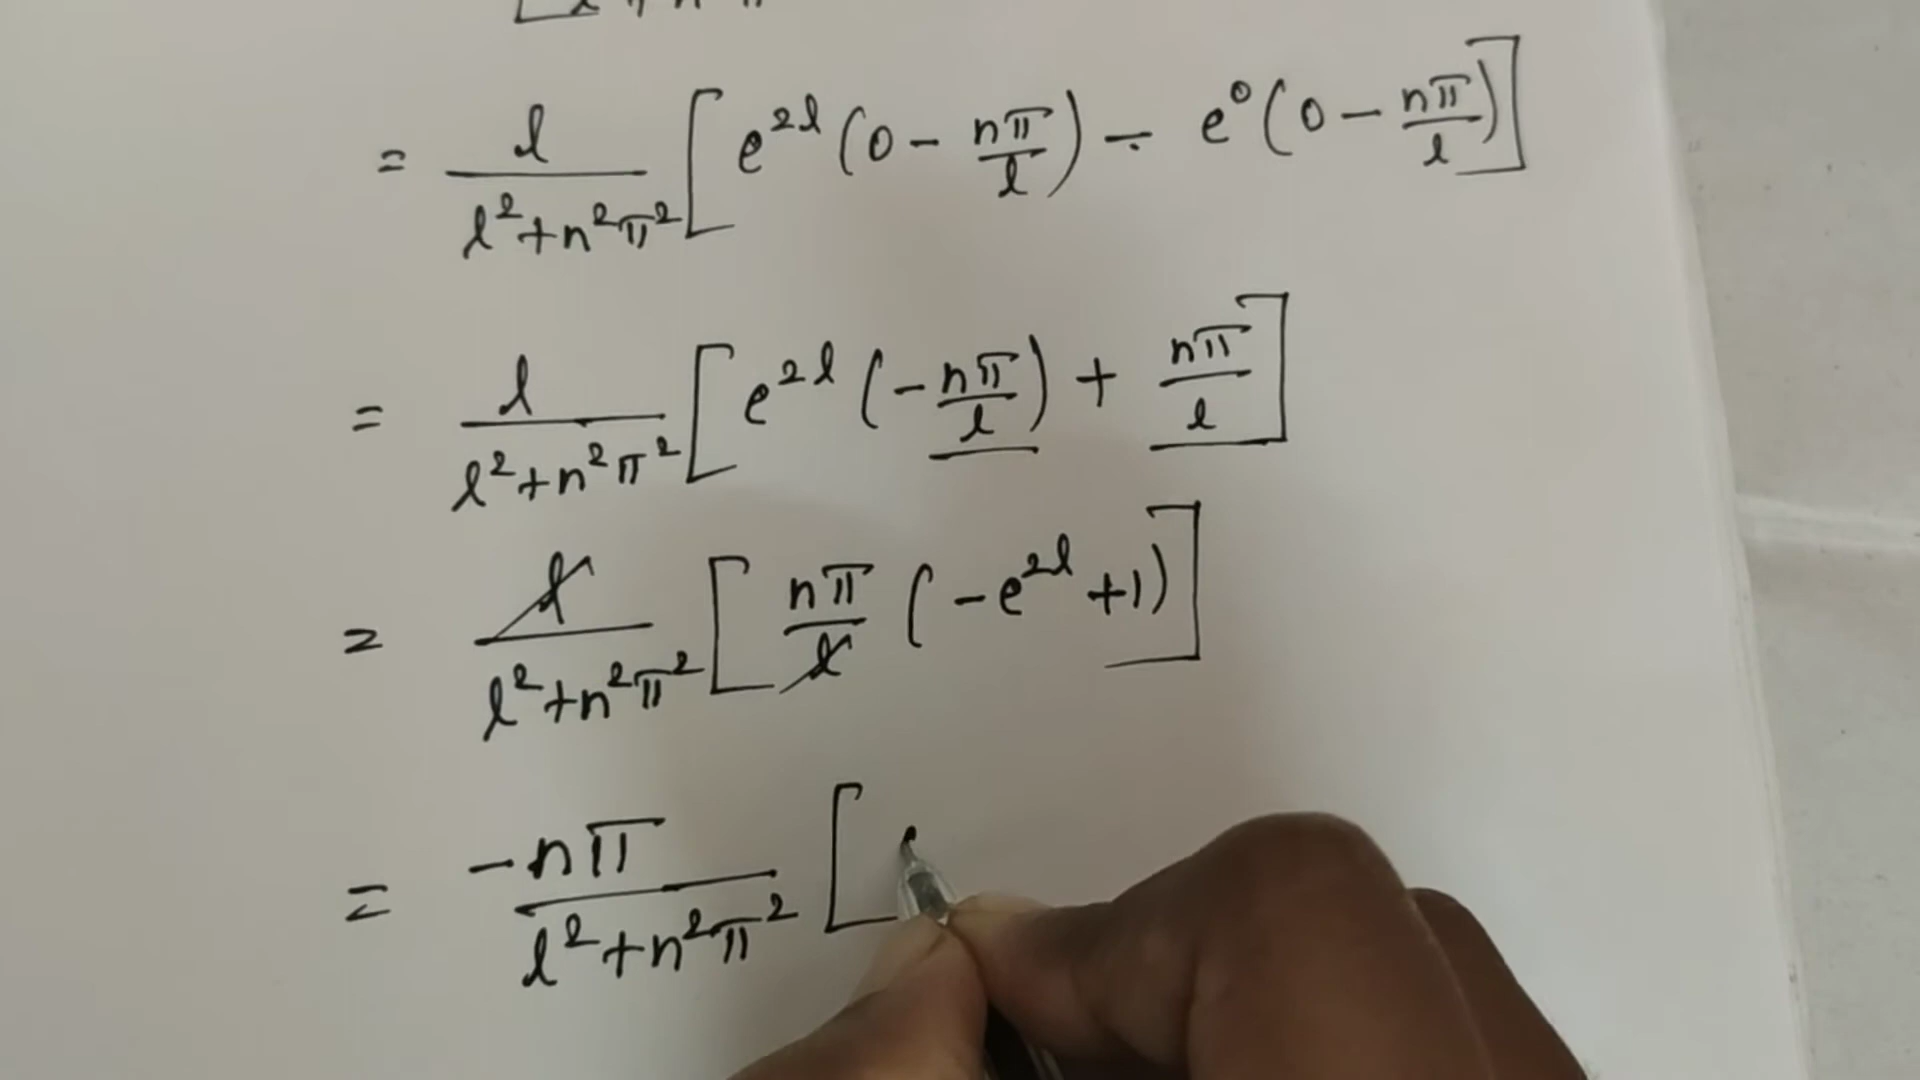 = l/(l²+n²π²) [ e^{2l} (0 - nπ/l) - e⁰ (0 - nπ/l) ]
= l/(l²+n²π²) [ e^{2l} (-nπ/l) + nπ/l ]
= l/(l²+n²π²) [ nπ/l (-e^{2l} +1) ]
= -nπ/(l²+n²π²) [